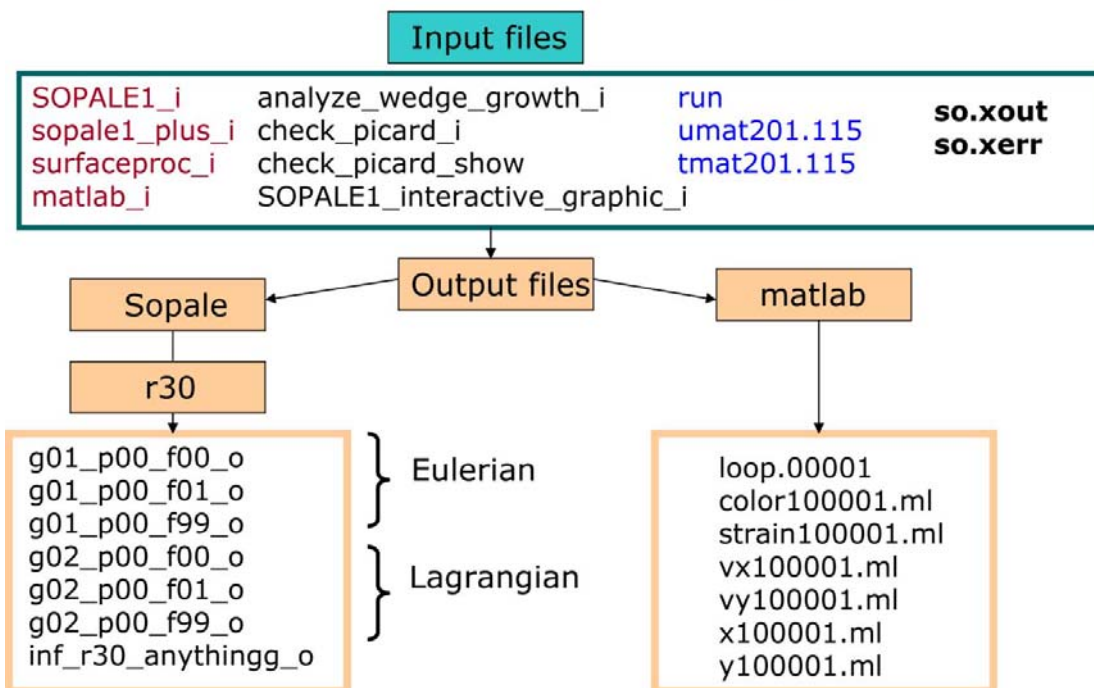 Input files
SOPALE1_i analyze_wedge_growth_i run so.xout
sopale1_plus_i check_picard_i umat201.115 so.xerr
surfaceproc_i check_picard_show tmat201.115
matlab_i SOPALE1_interactive_graphic_i
Output files
Sopale
matlab
r30
g01_p00_f00_o
g01_p00_f01_o
g01_p00_f99_o
g02_p00_f00_o
g02_p00_f01_o
g02_p00_f99_o
inf_r30_anythingg_o
Eulerian
Lagrangian
loop.00001
color100001.ml
strain100001.ml
vx100001.ml
vy100001.ml
x100001.ml
y100001.ml